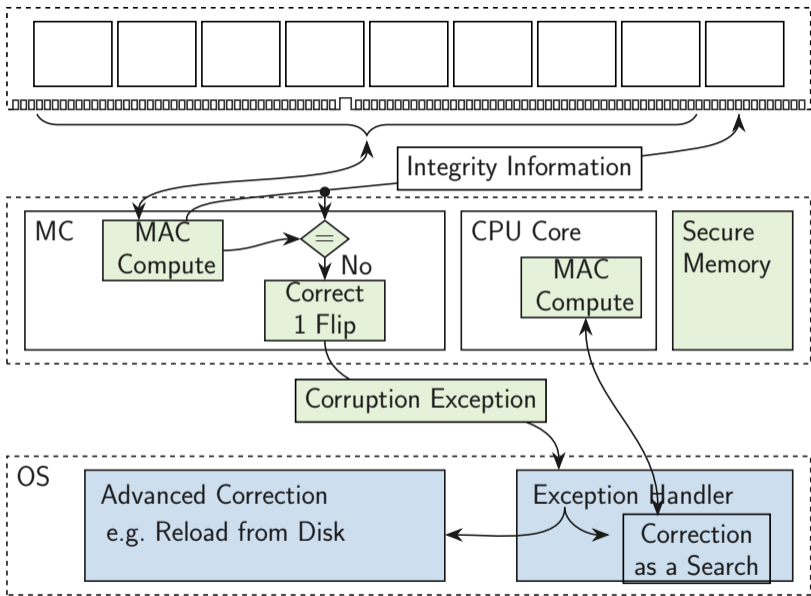 Integrity Information
MC
MAC
Compute
=
No
Correct
1 Flip
CPU Core
MAC
Compute
Secure
Memory
Corruption Exception
OS
Advanced Correction
e.g. Reload from Disk
Exception Handler
Correction
as a Search